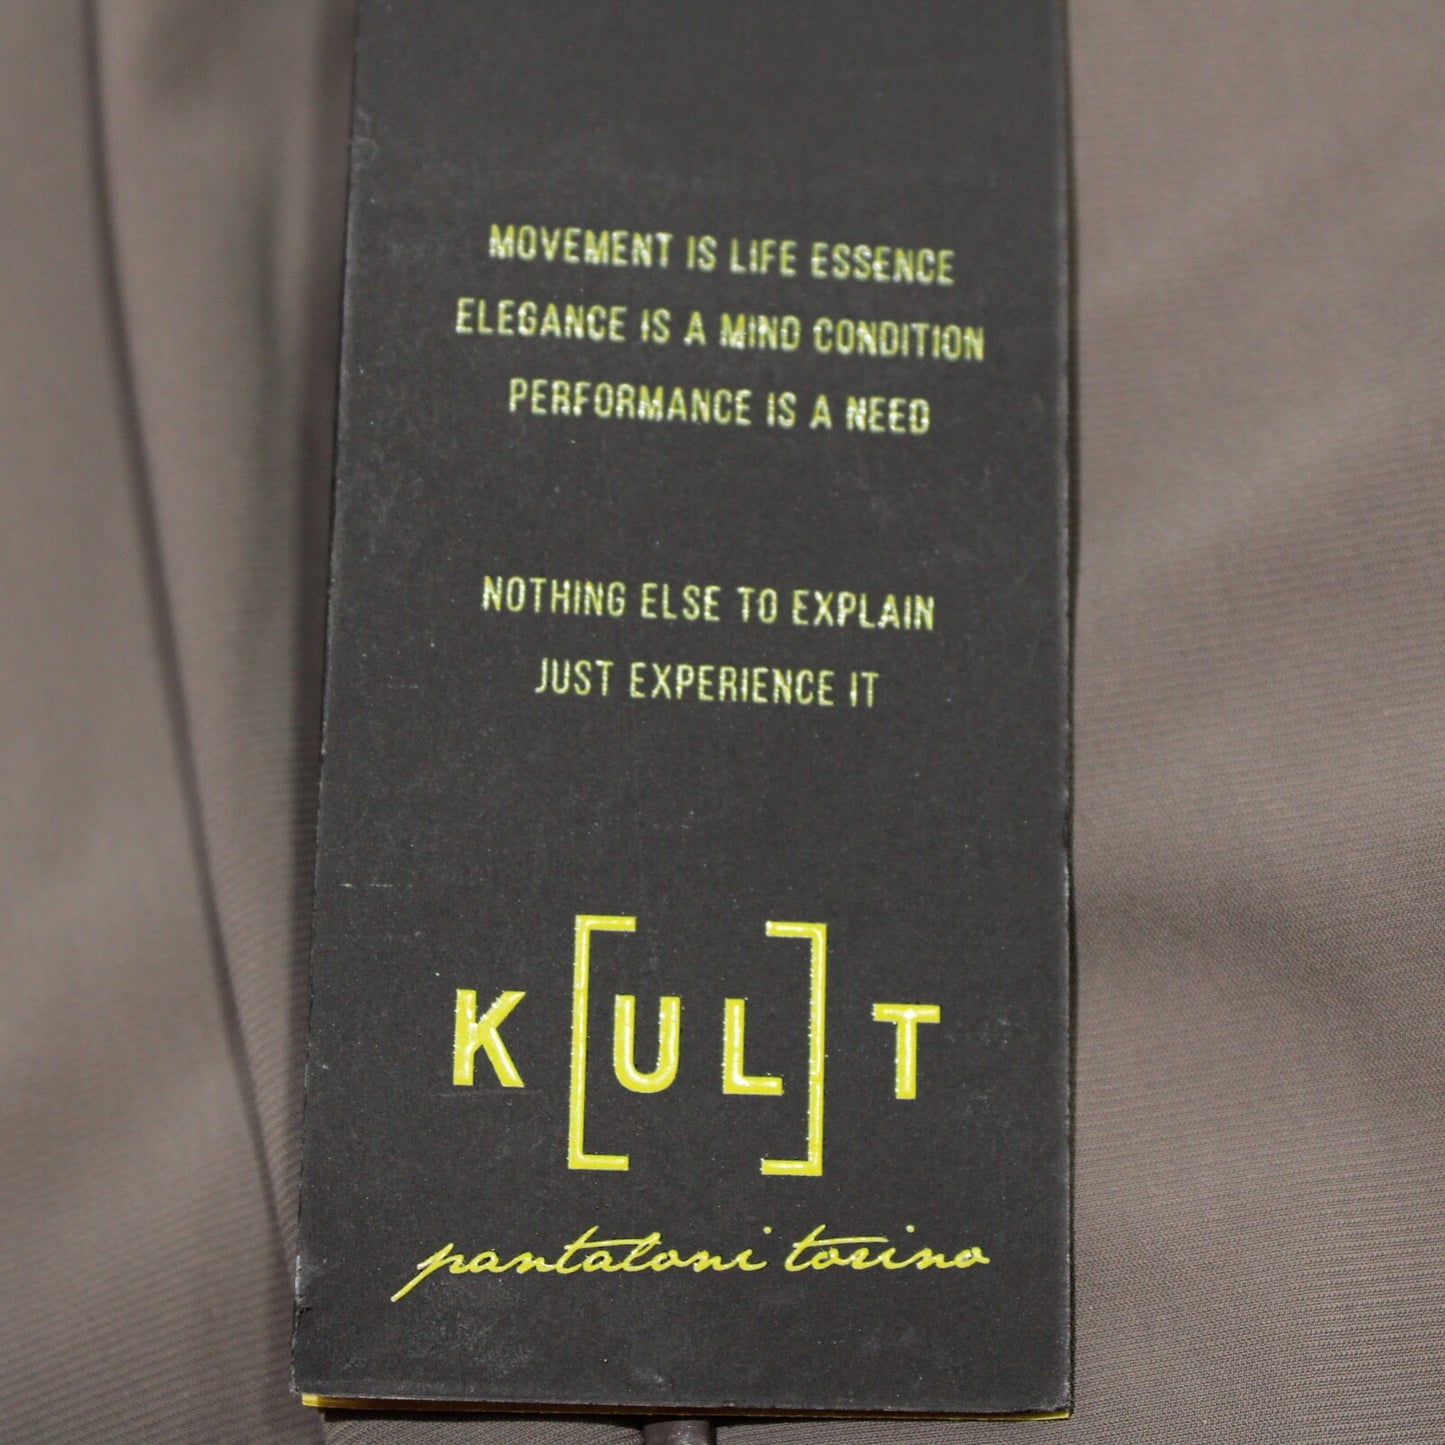 MOVEMENT IS LIFE ESSENCE
ELEGANCE IS A MIND CONDITION
PERFORMANCE IS A NEED
NOTHING ELSE TO EXPLAIN
JUST EXPERIENCE IT
K[UL]T
pantaloni torino